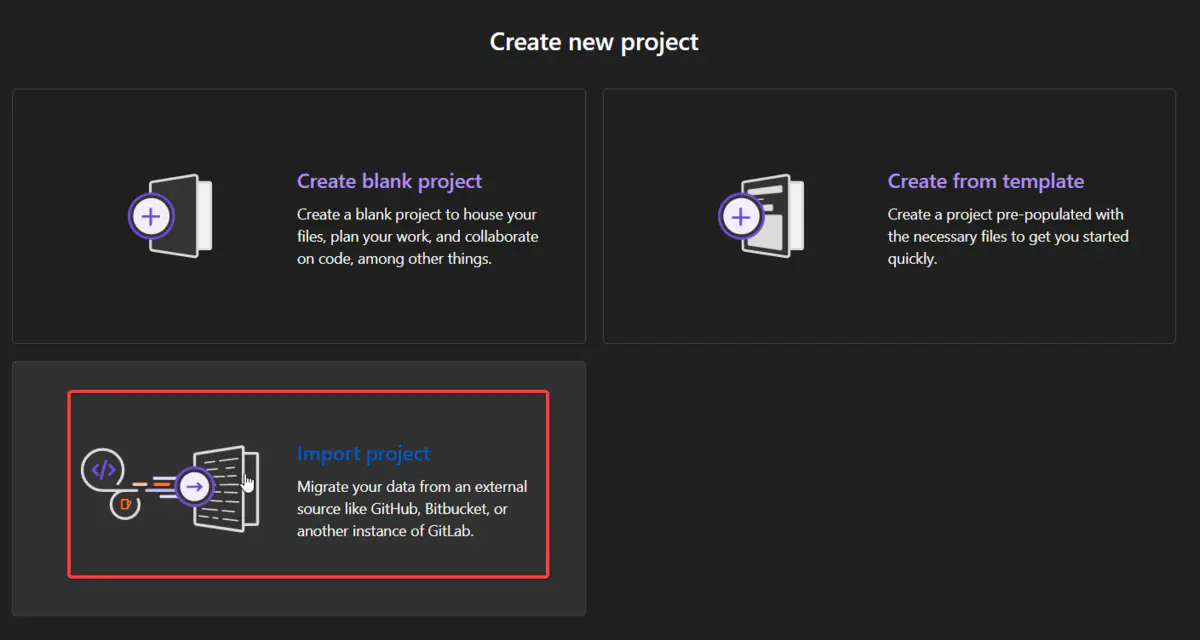 Create new project
Create blank project
Create a blank project to house your
files, plan your work, and collaborate
on code, among other things.
Create from template
Create a project pre-populated with
the necessary files to get you started
quickly.
Import project
Migrate your data from an external
source like GitHub, Bitbucket, or
another instance of GitLab.